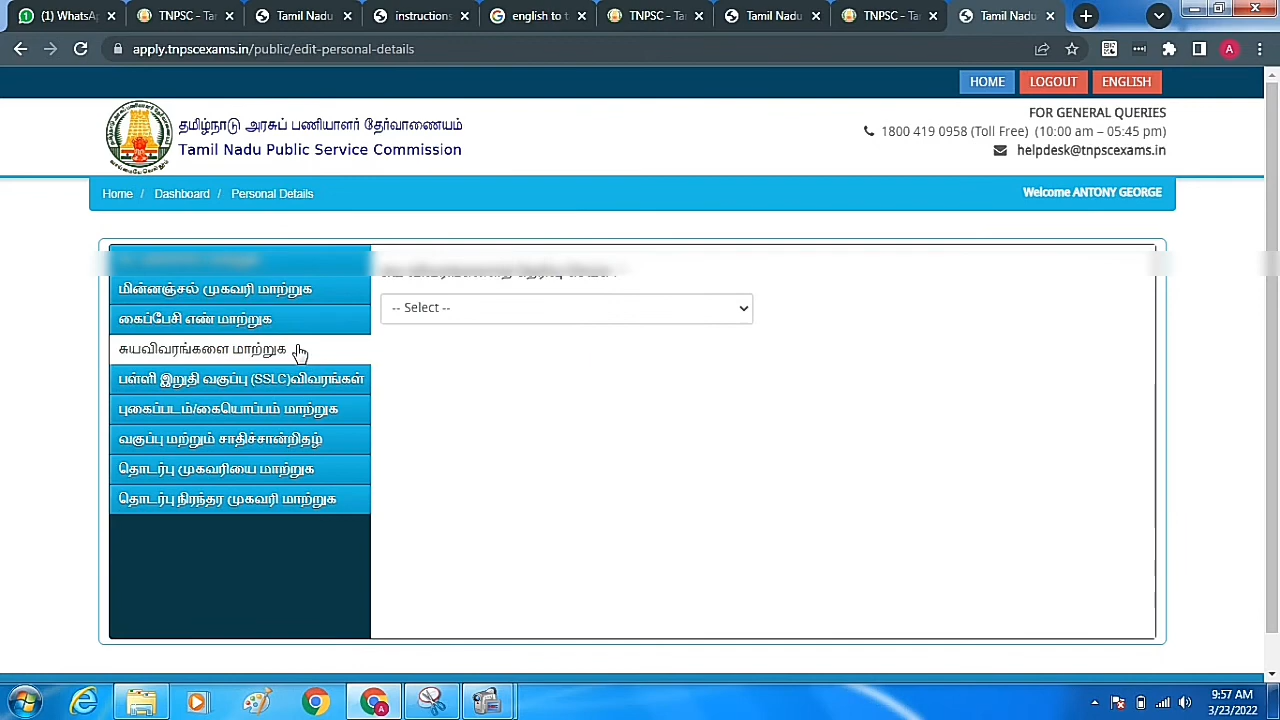 (1) WhatsA
TNPSC - Tar
Tamil Nadu
instructions
english to t
TNPSC - Ta
Tamil Nadu
TNPSC - Ta
Tamil Nadu
apply.tnpscexams.in/public/edit-personal-details
A
HOME
LOGOUT
ENGLISH
தமிழ்நாடு அரசுப் பணியாளர் தேர்வாணையம்
Tamil Nadu Public Service Commission
FOR GENERAL QUERIES
1800 419 0958 (Toll Free) (10:00 am – 05:45 pm)
helpdesk@tnpscexams.in
Home / Dashboard / Personal Details
Welcome ANTONY GEORGE
மின்னஞ்சல் முகவரி மாற்றுக
-- Select --
கைப்பேசி எண் மாற்றுக
சுயவிவரங்களை மாற்றுக
பள்ளி இறுதி வகுப்பு (SSLC)விவரங்கள்
புகைப்படம்/கையொப்பம் மாற்றுக
வகுப்பு மற்றும் சாதிச்சான்றிதழ்
தொடர்பு முகவரியை மாற்றுக
தொடர்பு நிரந்தர முகவரி மாற்றுக
9:57 AM
3/23/2022